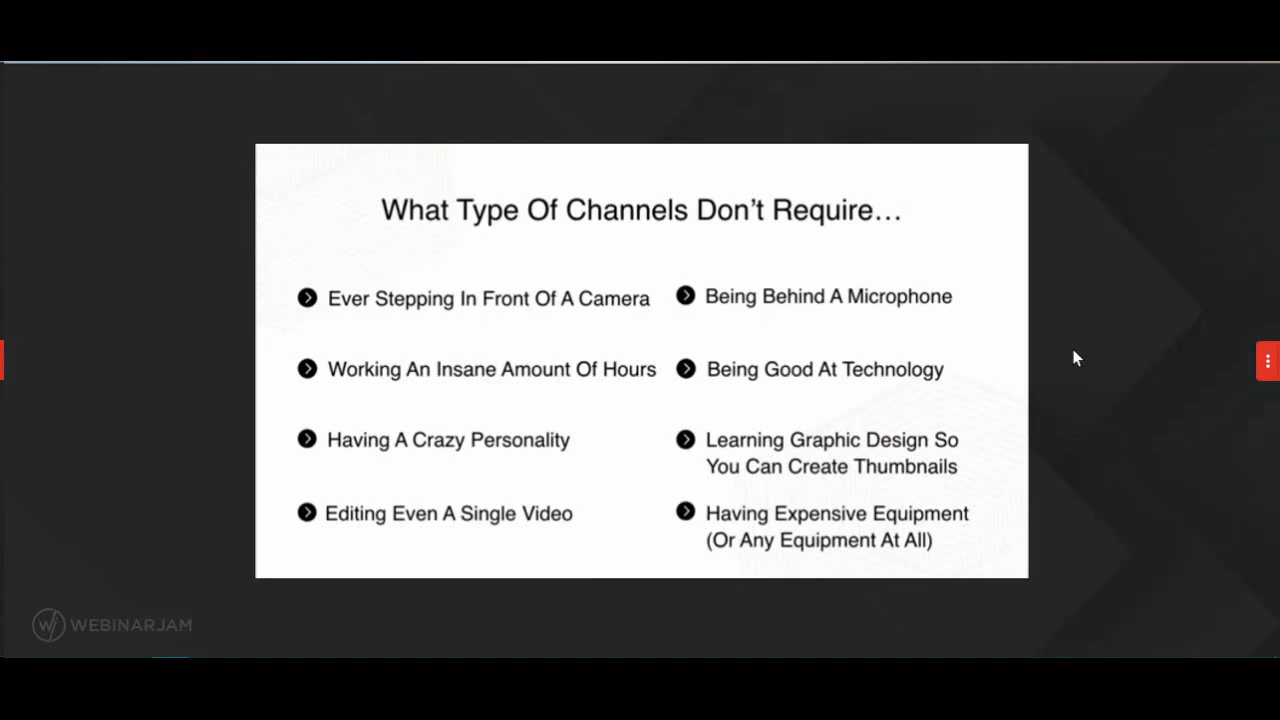 What Type Of Channels Don’t Require…
Ever Stepping In Front Of A Camera
Working An Insane Amount Of Hours
Having A Crazy Personality
Editing Even A Single Video
Being Behind A Microphone
Being Good At Technology
Learning Graphic Design So
You Can Create Thumbnails
Having Expensive Equipment
(Or Any Equipment At All)
WEBINARJAM